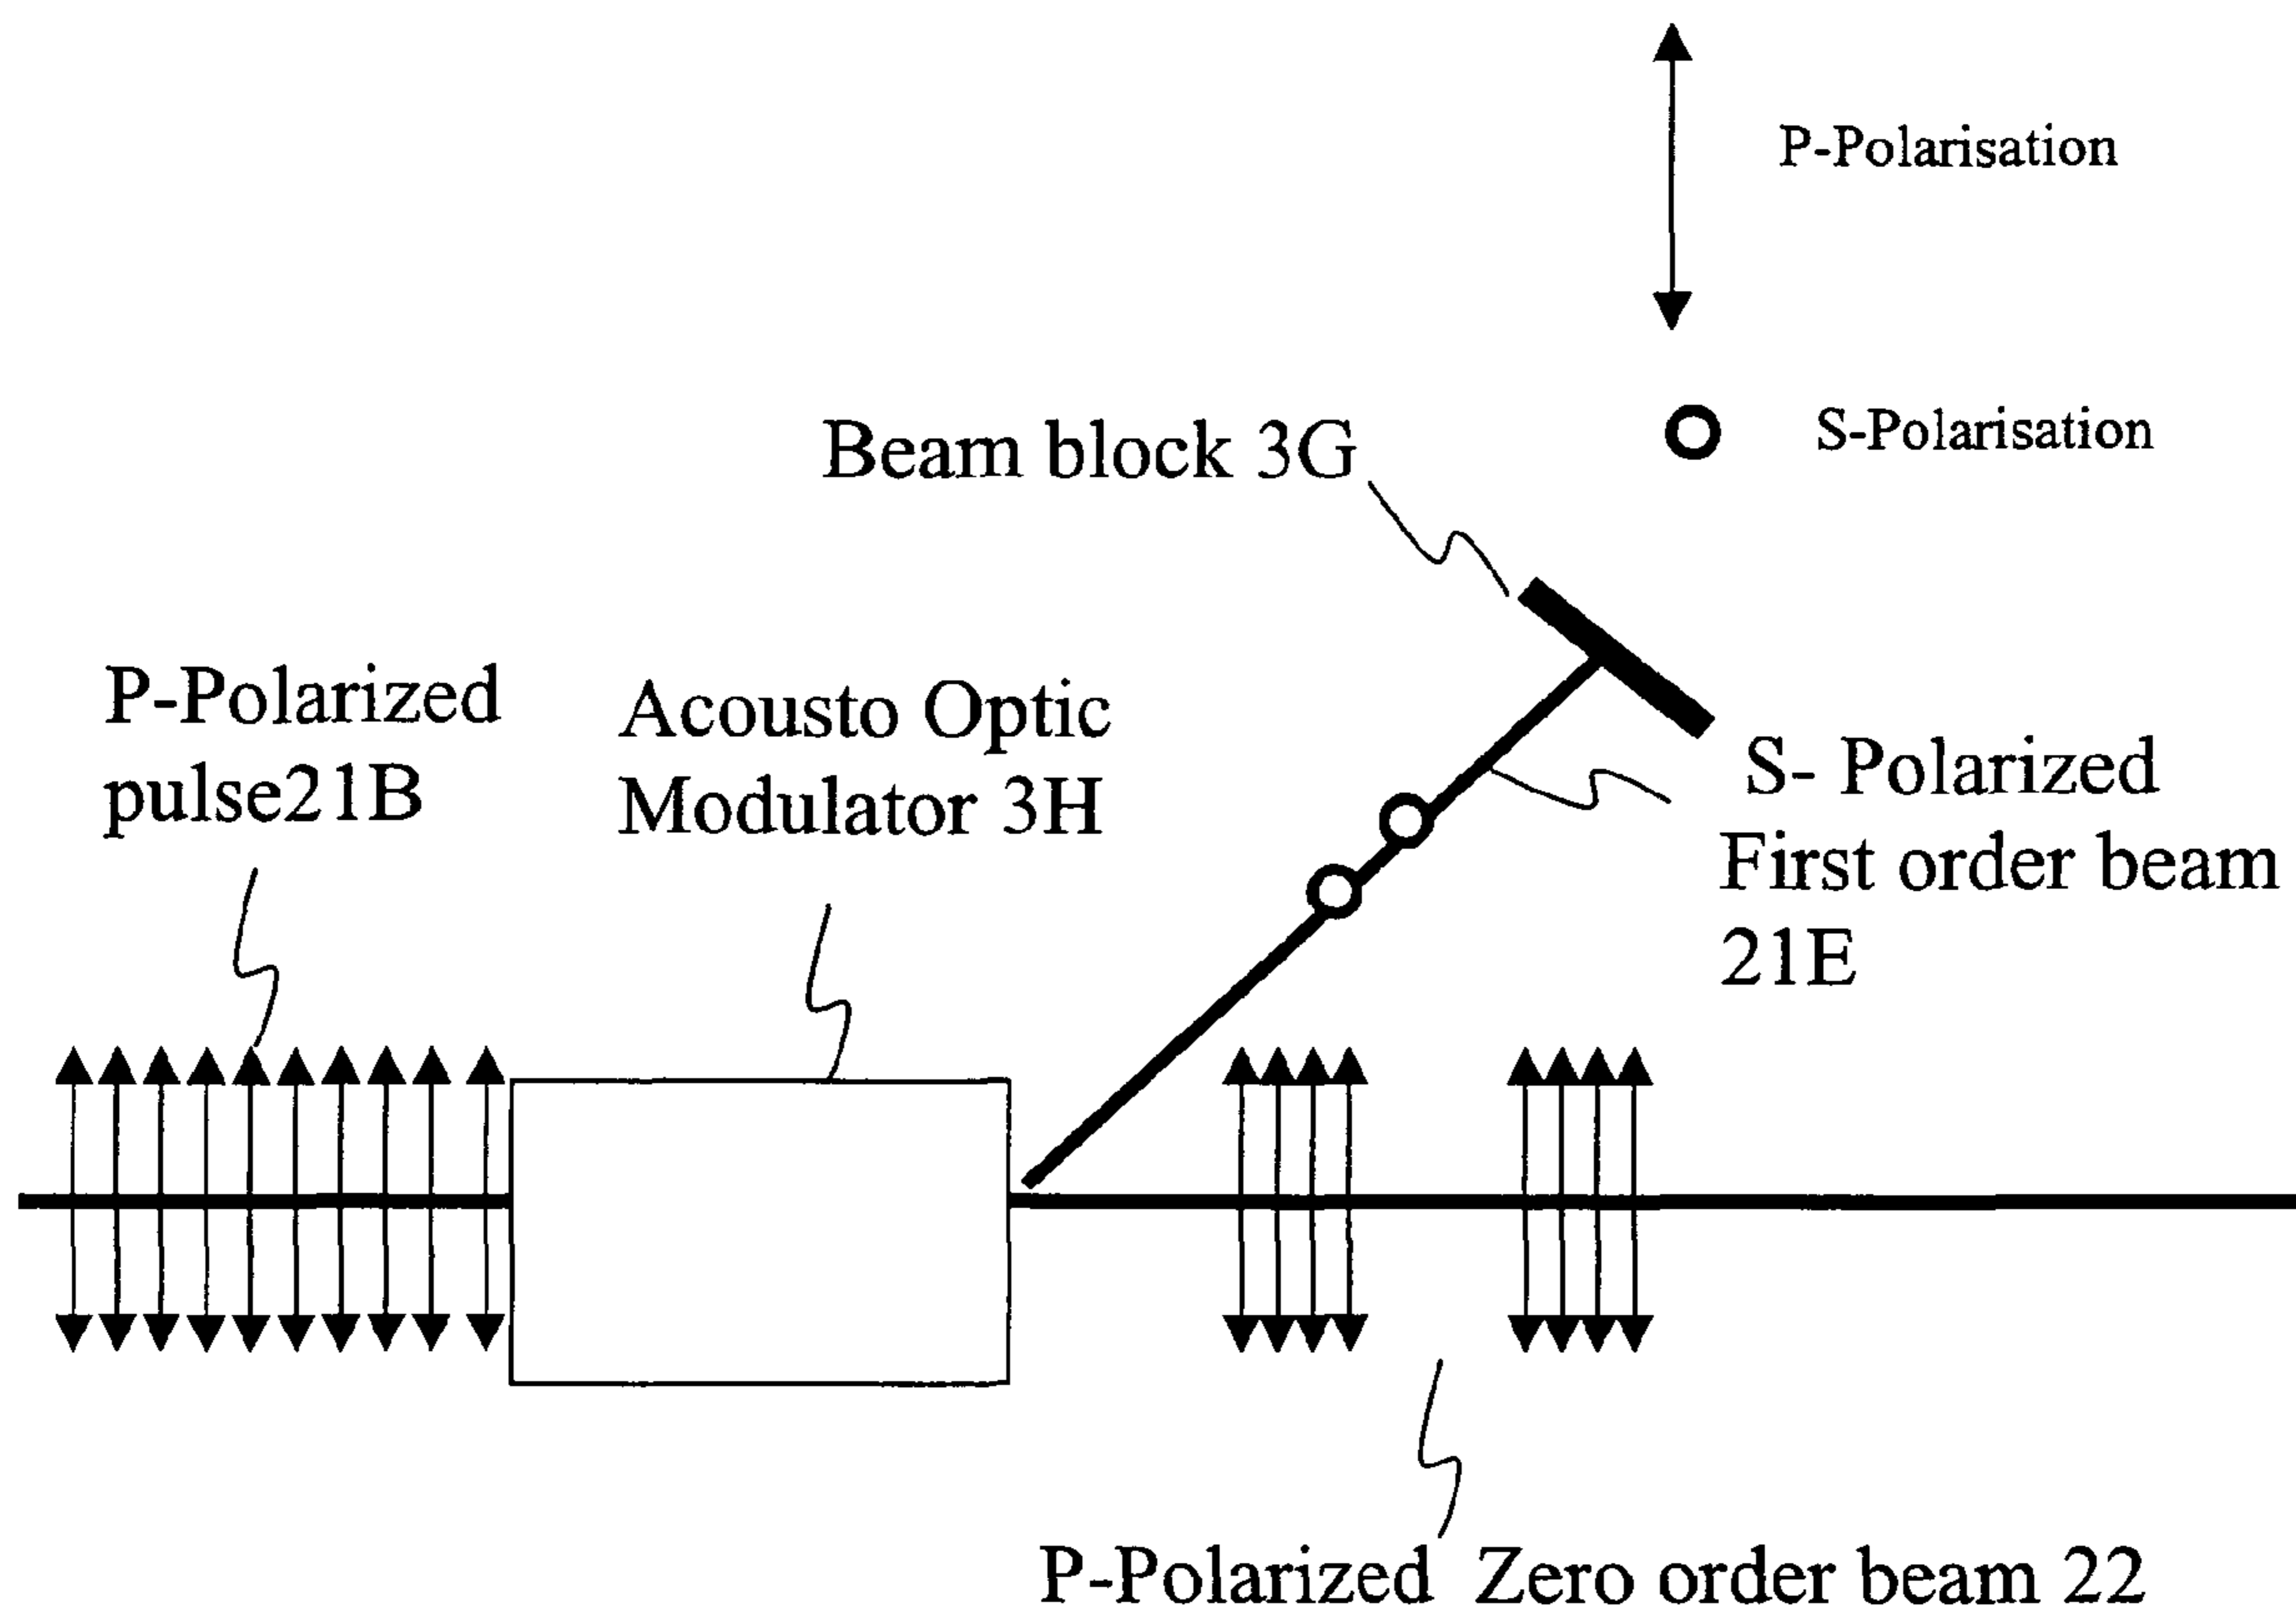 P-Polarisation
S-Polarisation
Beam block 3G
P-Polarized
pulse21B
Acousto Optic
Modulator 3H
S- Polarized
First order beam
21E
P-Polarized Zero order beam 22